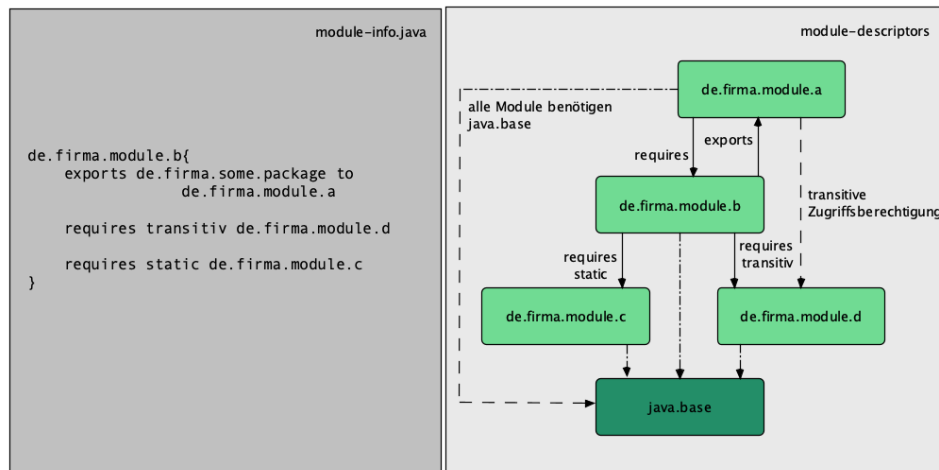 module-info.java
de.firma.module.b{
exports de.firma.some.package to
de.firma.module.a
requires transitiv de.firma.module.d
requires static de.firma.module.c
}
module-descriptors
de.firma.module.a
alle Module benötigen
java.base
requires
exports
de.firma.module.b
transitive
Zugriffsberechtigung
requires
static
requires
transitiv
de.firma.module.c
de.firma.module.d
java.base